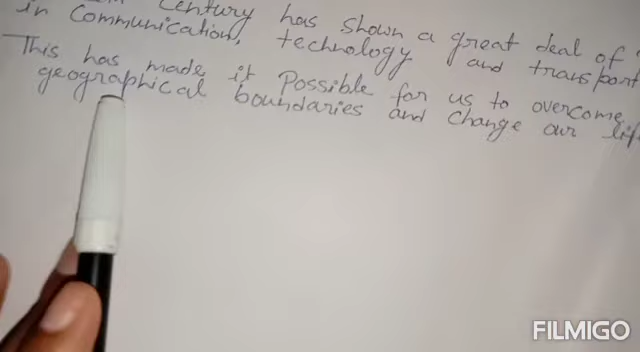 Century has shown a great deal of
in Communication, technology and transport
This has made it Possible for us to overcome
geographical boundaries and change our
FILMIGO